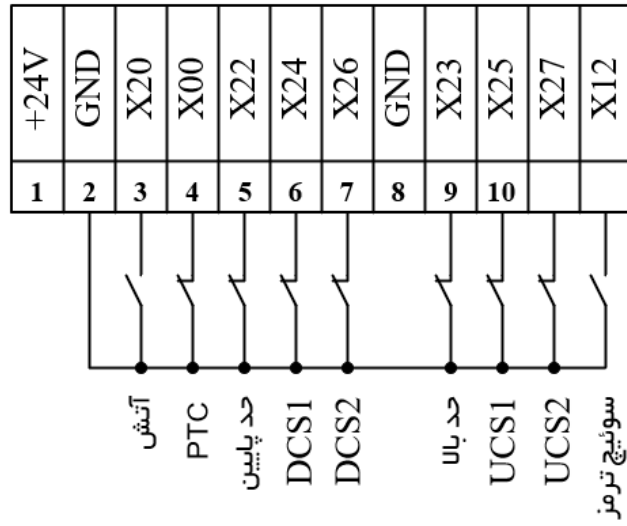 +24V GND X20 X00 X22 X24 X26 GND X23 X25 X27 X12
1 2 3 4 5 6 7 8 9 10
آتش
PTC
حد پایین
DCS1
DCS2
حد بالا
UCS1
UCS2
سوئیچ ترمز